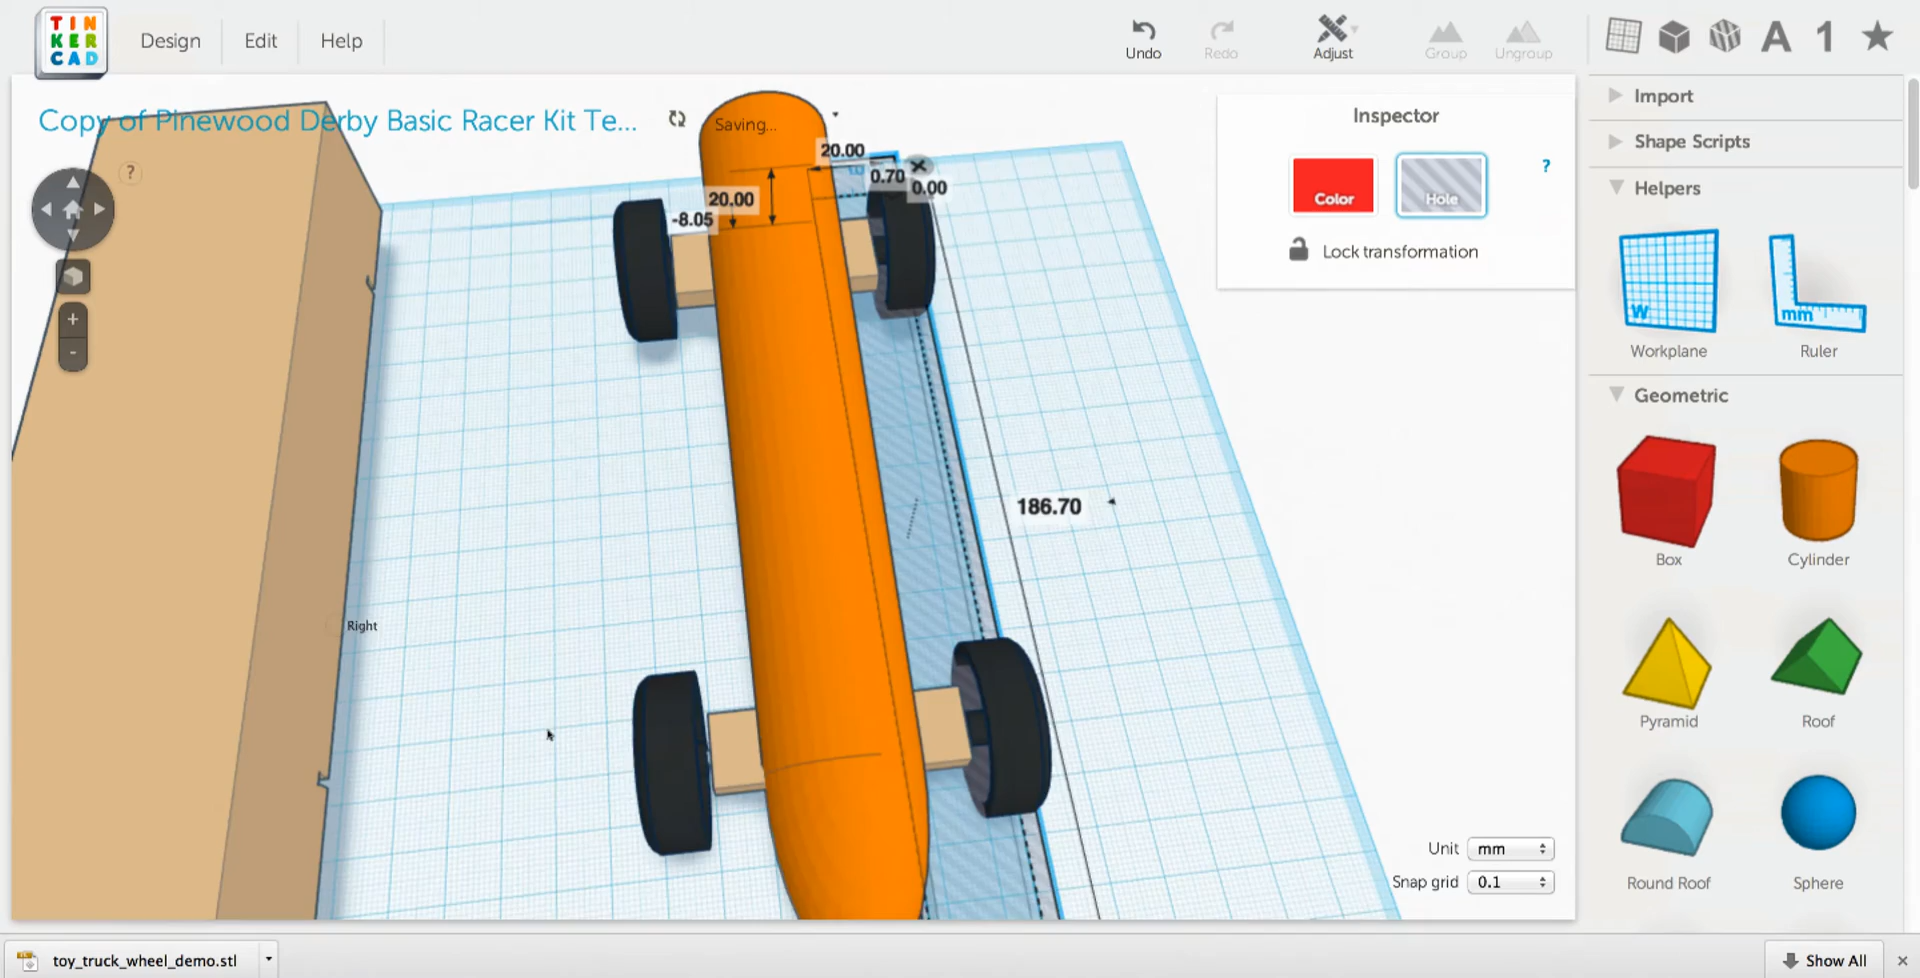 TIN
KER
CAD
Design
Edit
Help
Undo
Redo
Adjust
Group
Ungroup
A
1
Copy of Pinewood Derby Basic Racer Kit Te...
Saving...
?
20.00
0.70
0.00
20.00
-8.05
186.70
Right
Inspector
Color
Hole
?
Lock transformation
Unit
mm
Snap grid
0.1
+
-
Import
Shape Scripts
Helpers
W
Workplane
mm
Ruler
Geometric
Box
Cylinder
Pyramid
Roof
Round Roof
Sphere
toy_truck_wheel_demo.stl
Show All